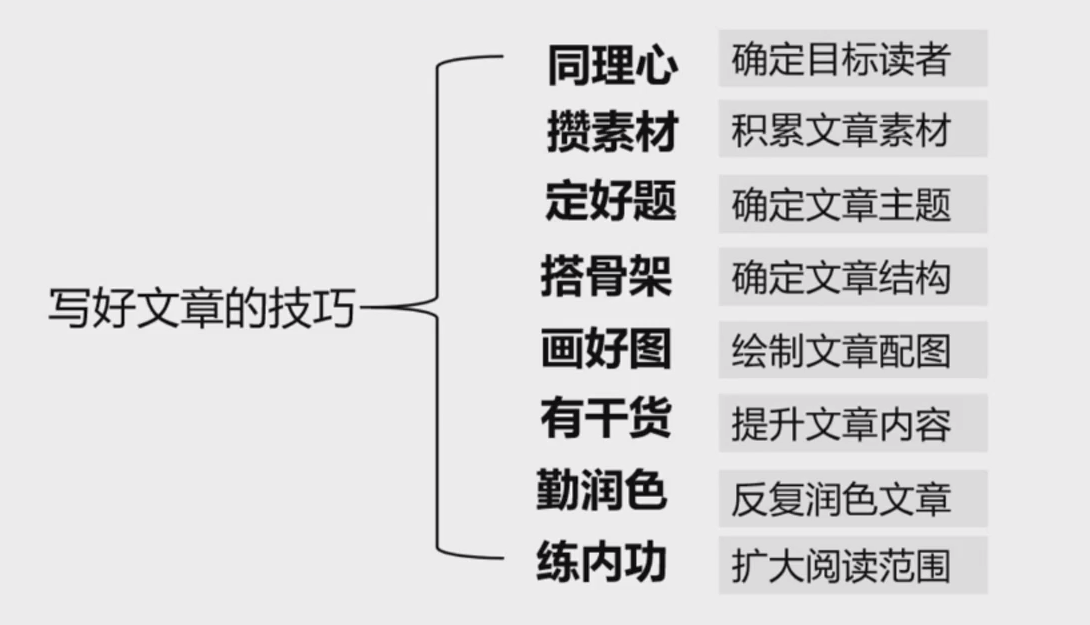 写好文章的技巧
同理心 确定目标读者
攒素材 积累文章素材
定好题 确定文章主题
搭骨架 确定文章结构
画好图 绘制文章配图
有干货 提升文章内容
勤润色 反复润色文章
练内功 扩大阅读范围